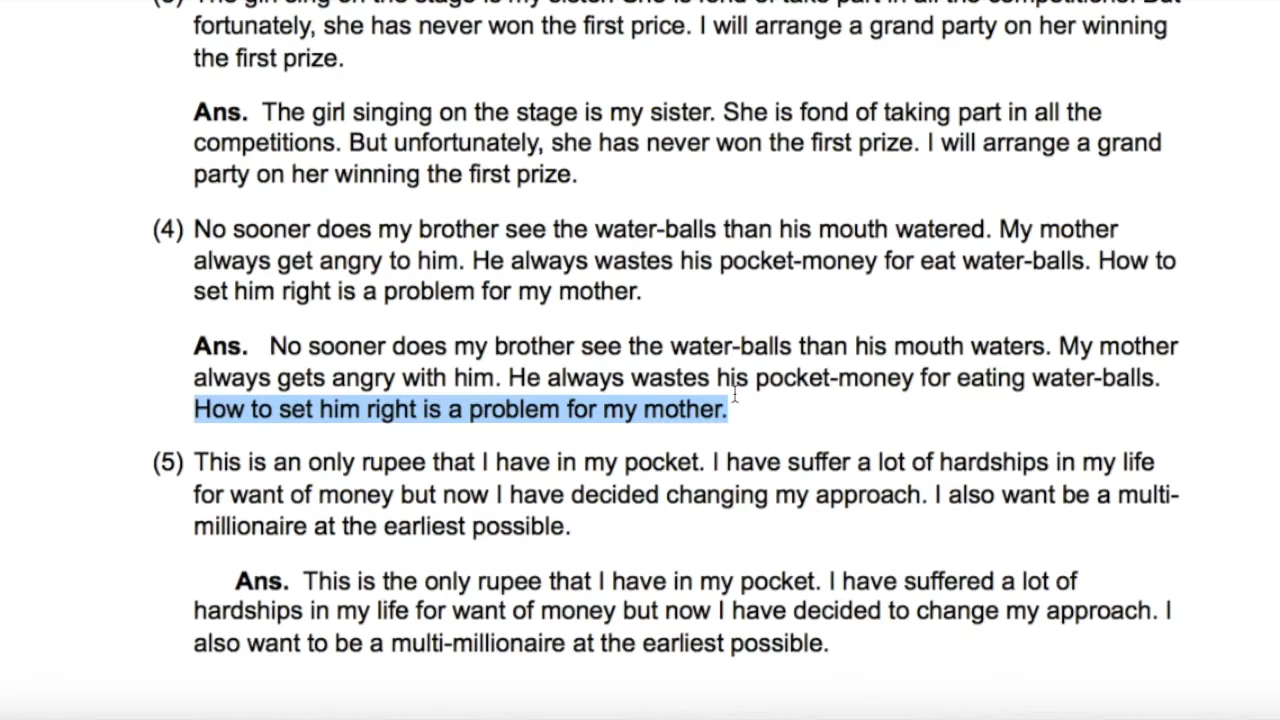 fortunately, she has never won the first price. I will arrange a grand party on her winning
the first prize.
Ans. The girl singing on the stage is my sister. She is fond of taking part in all the
competitions. But unfortunately, she has never won the first prize. I will arrange a grand
party on her winning the first prize.
(4) No sooner does my brother see the water-balls than his mouth watered. My mother
always get angry to him. He always wastes his pocket-money for eat water-balls. How to
set him right is a problem for my mother.
Ans. No sooner does my brother see the water-balls than his mouth waters. My mother
always gets angry with him. He always wastes his pocket-money for eating water-balls.
How to set him right is a problem for my mother.
(5) This is an only rupee that I have in my pocket. I have suffer a lot of hardships in my life
for want of money but now I have decided changing my approach. I also want be a multi-
millionaire at the earliest possible.
Ans. This is the only rupee that I have in my pocket. I have suffered a lot of
hardships in my life for want of money but now I have decided to change my approach. I
also want to be a multi-millionaire at the earliest possible.